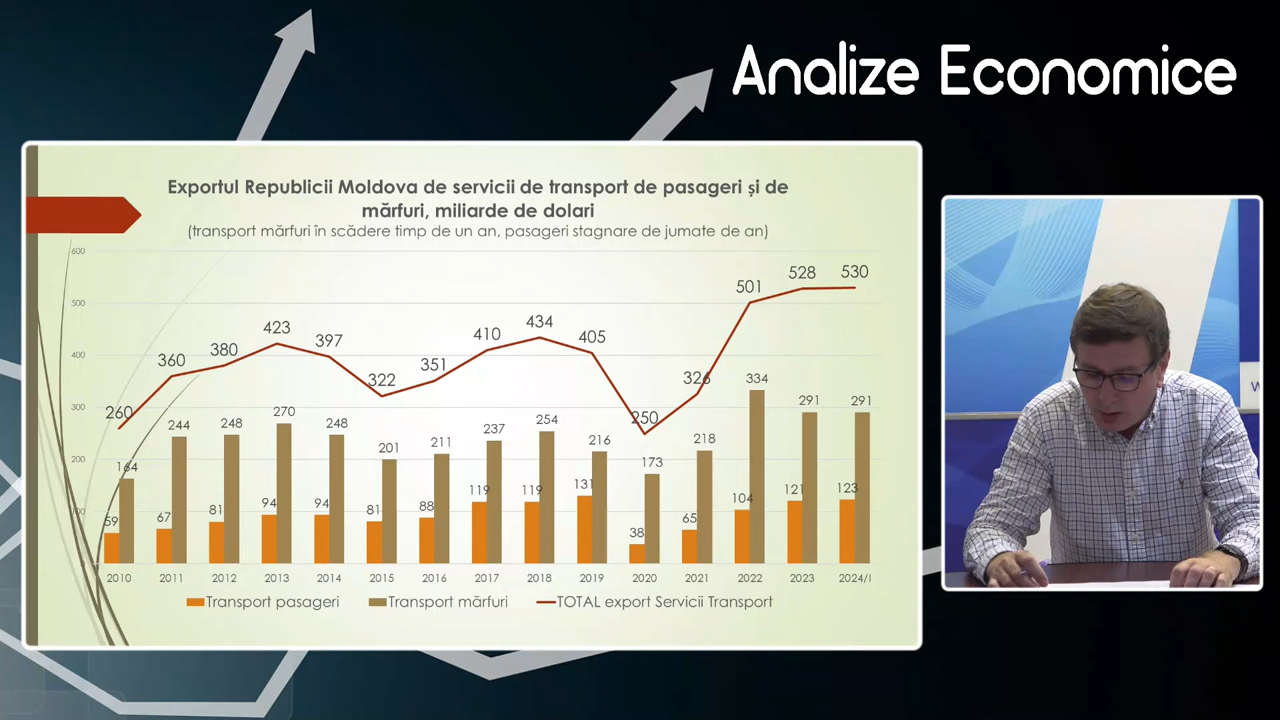 Analize Economice
Exportul Republicii Moldova de servicii de transport de pasageri și de
mărfuri, miliarde de dolari
(transport mărfuri în scădere timp de un an, pasageri stagnare de jumate de an)
600
500
400
300
200
260 360 380 423 397 322 351 410 434 405 250 326 501 528 530
164 244 248 270 248 201 211 237 254 216 173 218 334 291 291
59 67 81 94 94 81 88 119 119 131 38 65 104 121 123
2010 2011 2012 2013 2014 2015 2016 2017 2018 2019 2020 2021 2022 2023 2024/I
Transport pasageri Transport mărfuri TOTAL export Servicii Transport
W